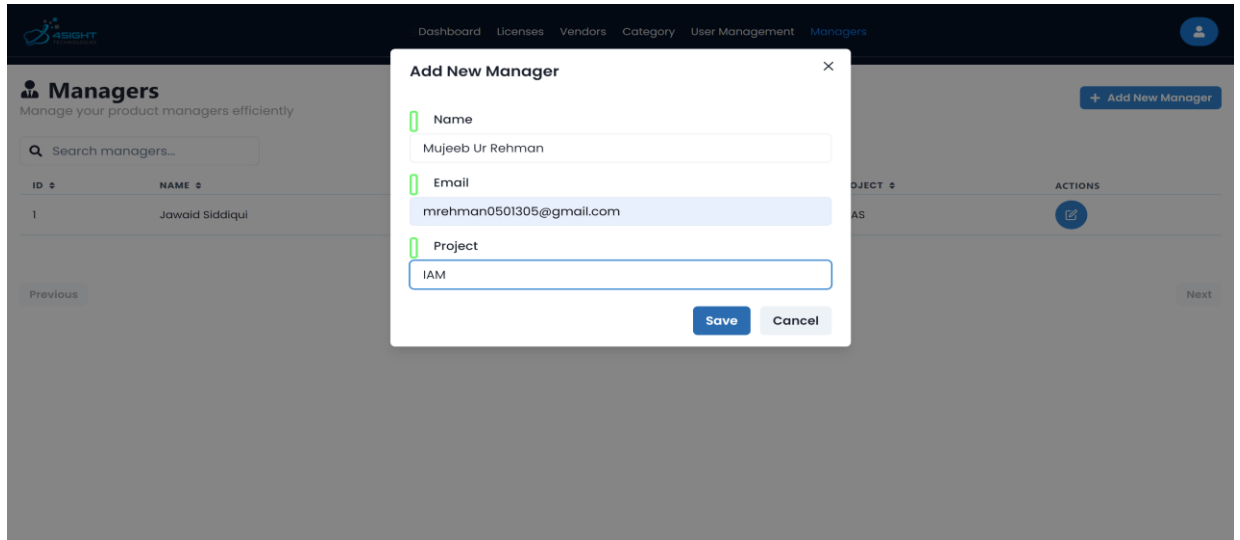 4SIGHT
TECHNOLOGIES
Dashboard Licenses Vendors Category User Management Managers
Add New Manager
Managers
Manage your product managers efficiently
+ Add New Manager
Name
Mujeeb Ur Rehman
Search managers...
Email
ID NAME OJECT ACTIONS
mrehman0501305@gmail.com
1 Jawaid Siddiqui AS
Project
IAM
Previous Next
Save Cancel